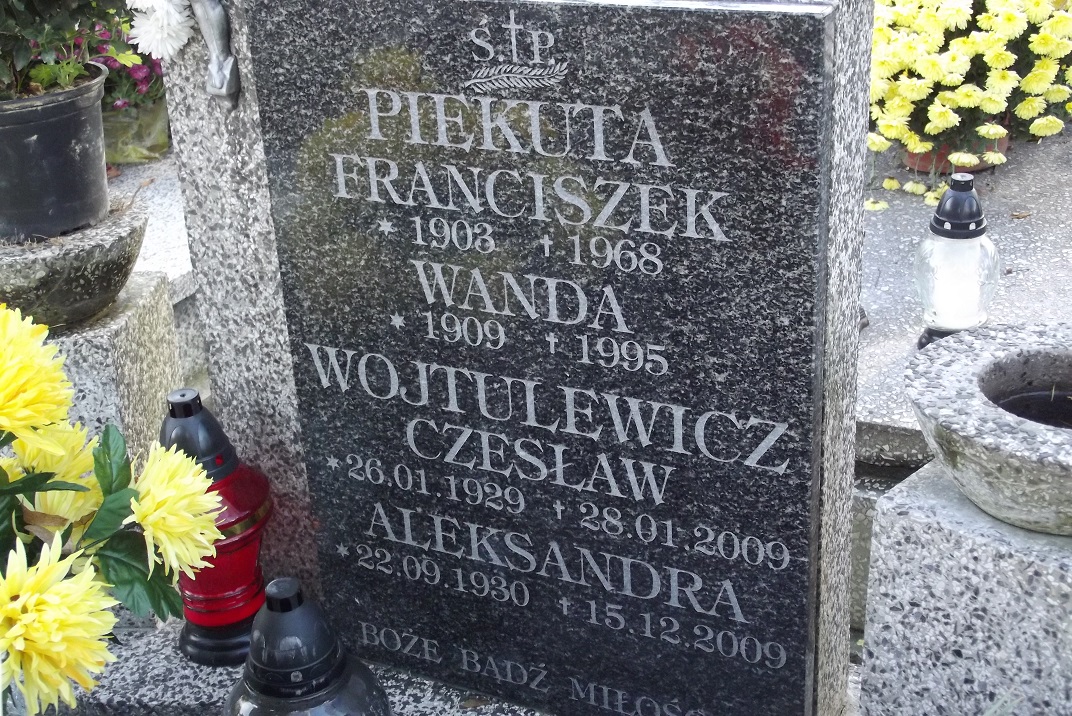 Ś.P
PIEKUTA
FRANCISZEK
* 1903 † 1968
WANDA
* 1909 † 1995
WOJTULEWICZ
CZESŁAW
* 26.01.1929 † 28.01.2009
ALEKSANDRA
* 22.09.1930 † 15.12.2009
BOŻE BĄDŹ